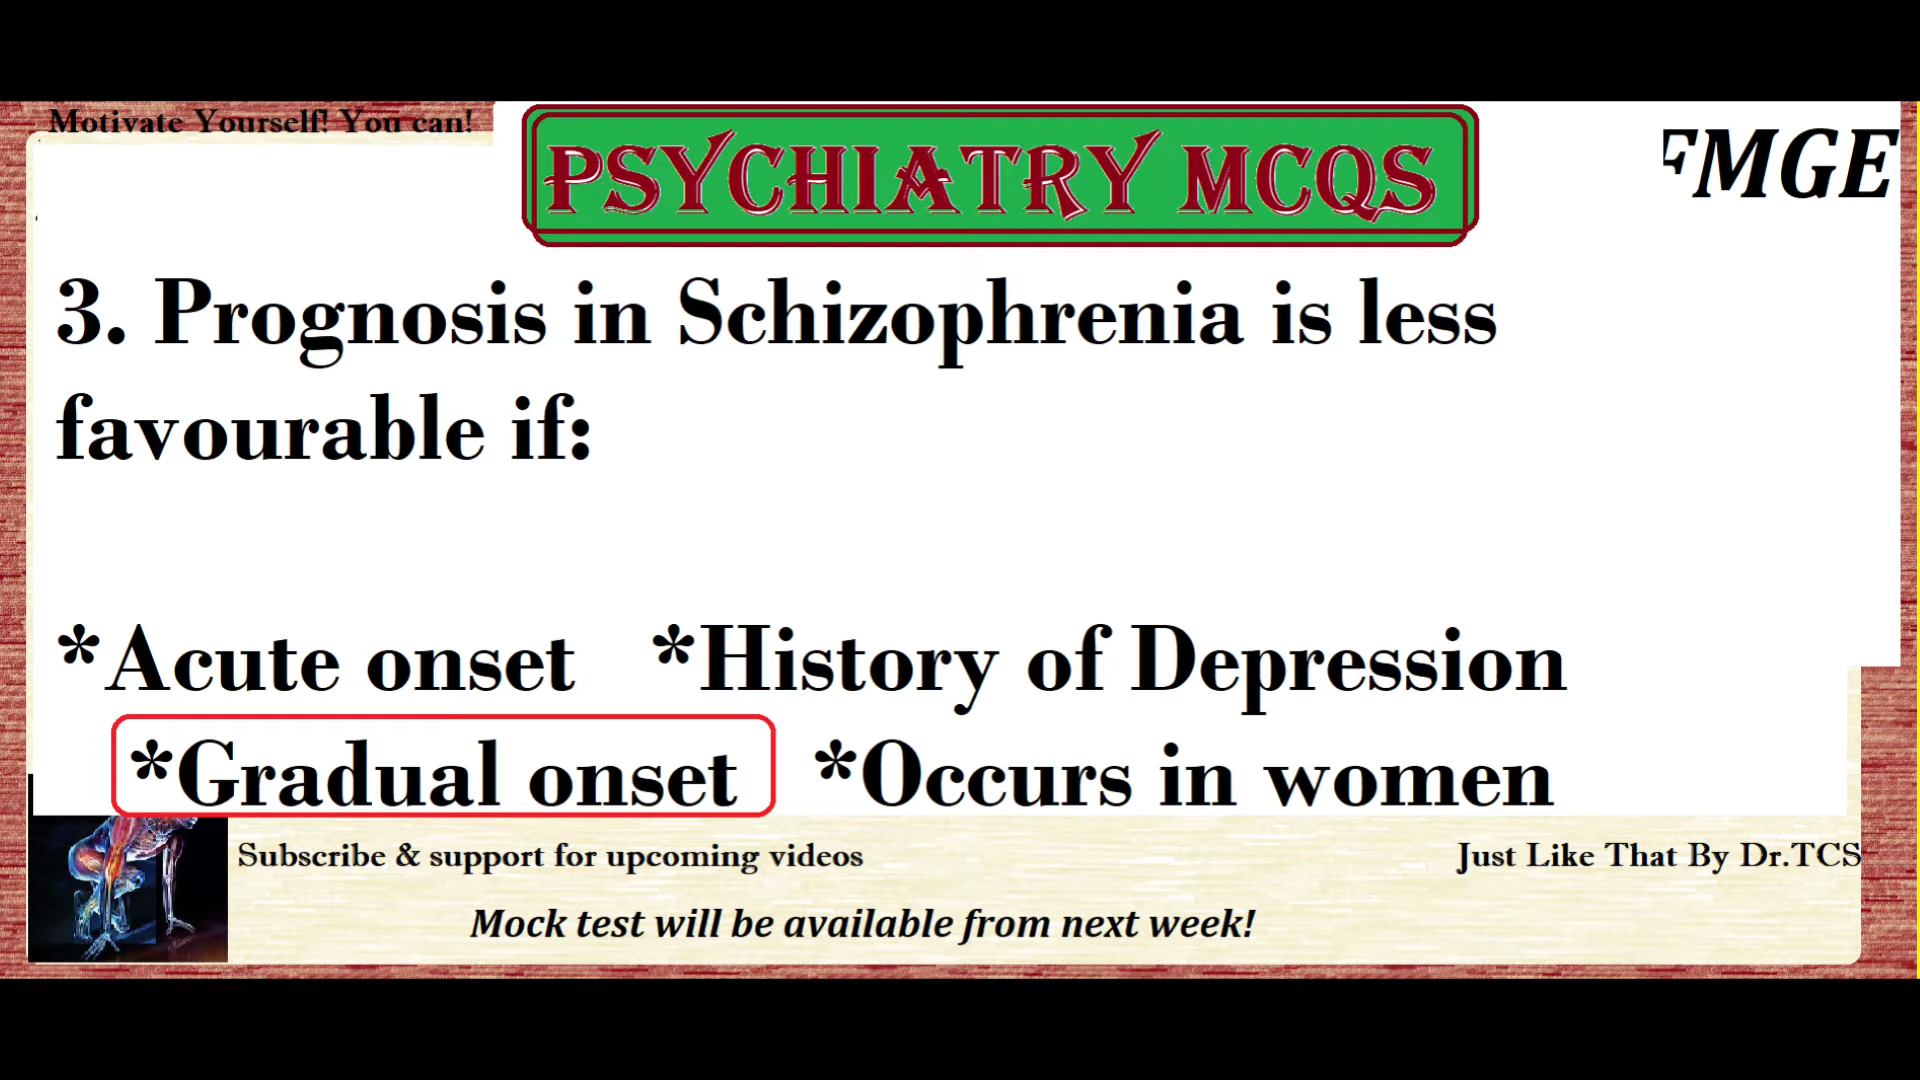 Motivate Yourself! You can!
PSYCHIATRY MCQS
FMGE
3. Prognosis in Schizophrenia is less
favourable if:
*Acute onset *History of Depression
*Gradual onset *Occurs in women
Subscribe & support for upcoming videos
Just Like That By Dr.TCS
Mock test will be available from next week!